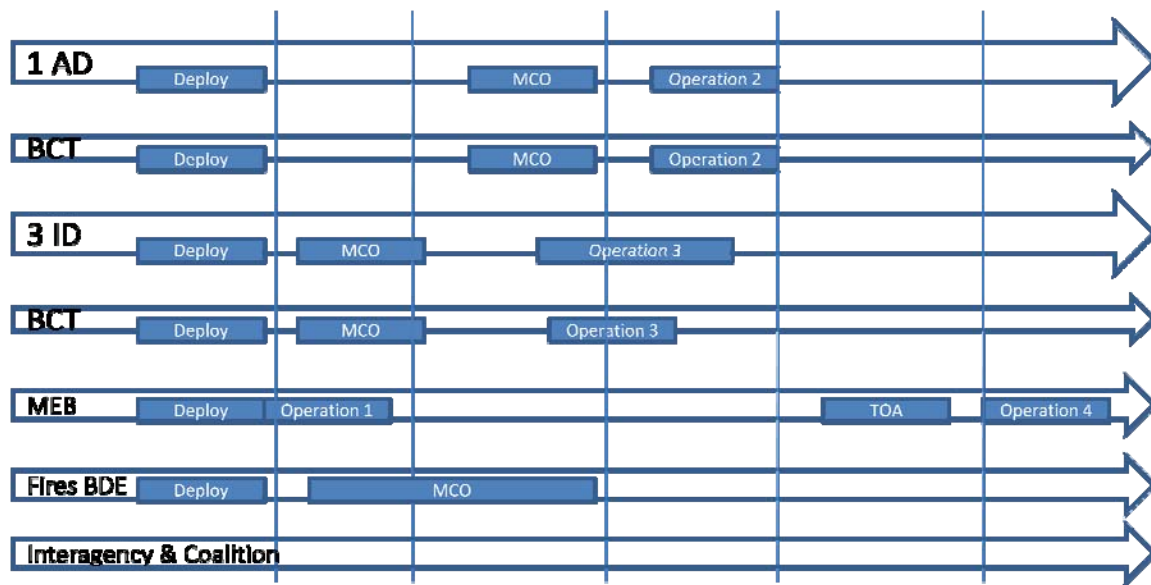 1 AD
Deploy MCO Operation 2
BCT
Deploy MCO Operation 2
3 ID
Deploy MCO Operation 3
BCT
Deploy MCO Operation 3
MEB Deploy Operation 1 TOA Operation 4
Fires BDE Deploy MCO
Interagency & Coalition